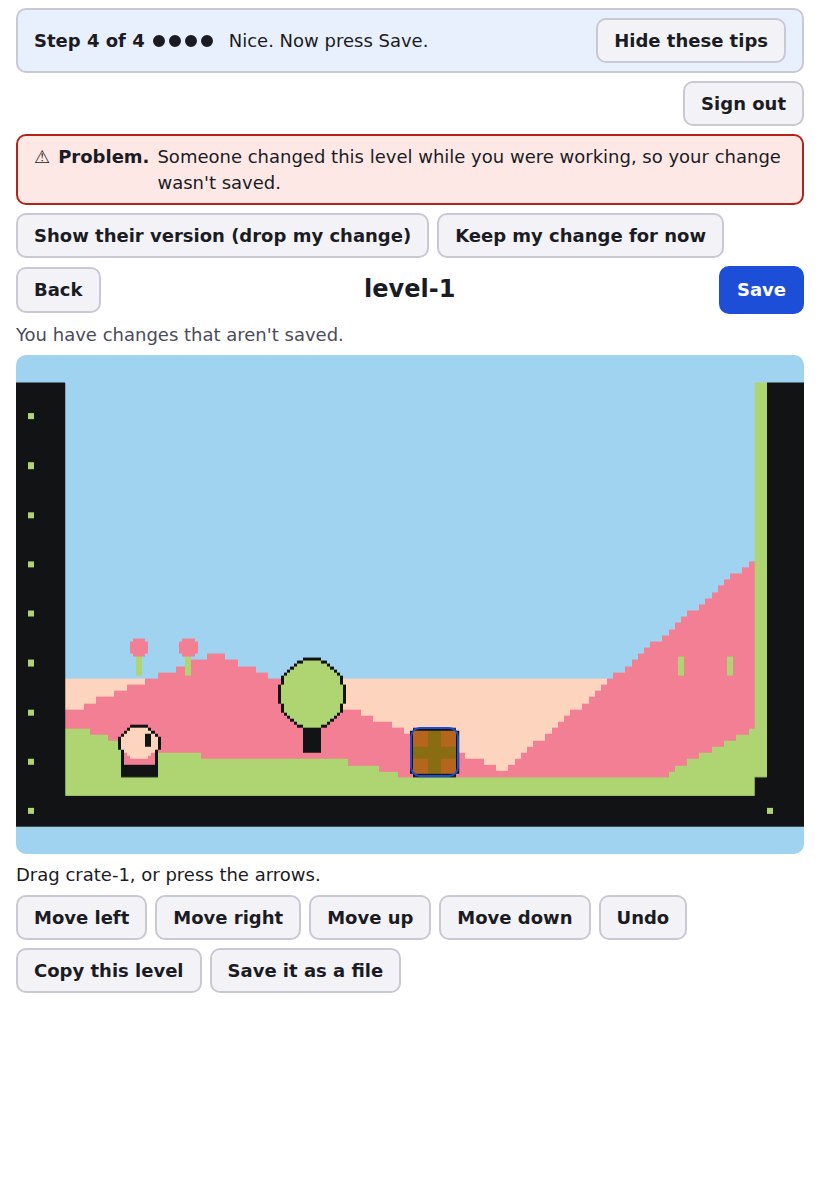 Step 4 of 4 Nice. Now press Save. Hide these tips
Sign out
⚠ Problem. Someone changed this level while you were working, so your change
wasn't saved.
Show their version (drop my change) Keep my change for now
Back level-1 Save
You have changes that aren't saved.
Drag crate-1, or press the arrows.
Move left Move right Move up Move down Undo
Copy this level Save it as a file